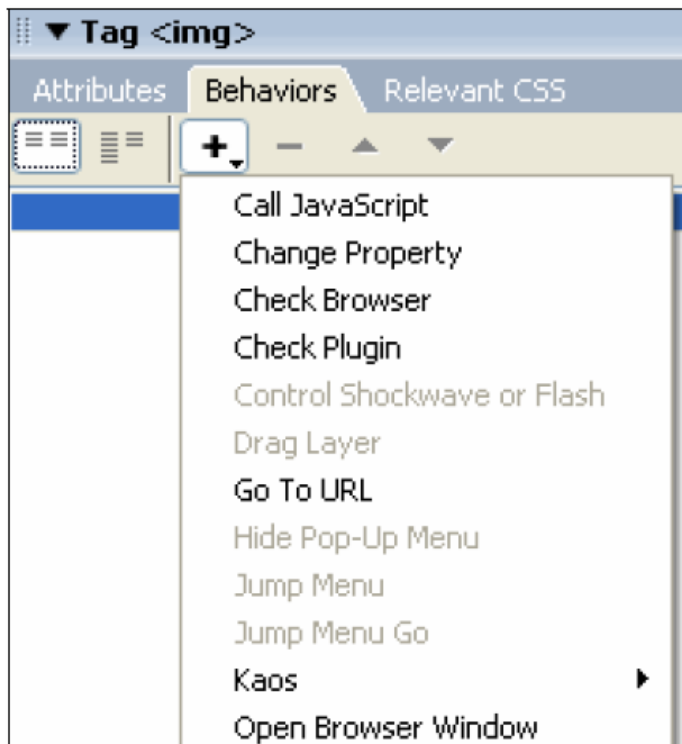 Tag <img>
Attributes Behaviors Relevant CSS
Call JavaScript
Change Property
Check Browser
Check Plugin
Control Shockwave or Flash
Drag Layer
Go To URL
Hide Pop-Up Menu
Jump Menu
Jump Menu Go
Kaos
Open Browser Window